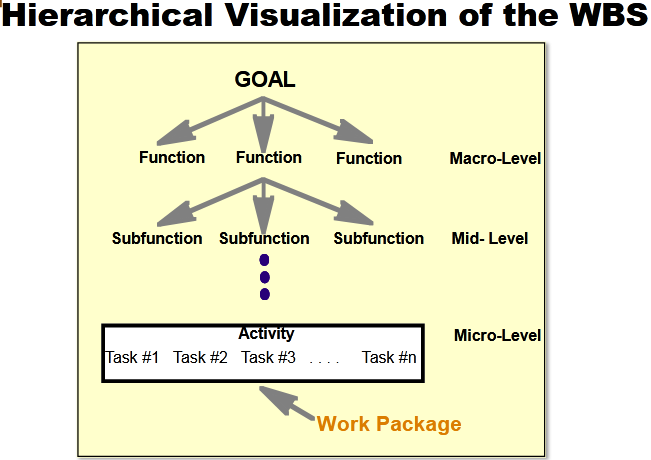 Hierarchical Visualization of the WBS
GOAL
Function Function Function Macro-Level
Subfunction Subfunction Subfunction Mid- Level
Activity Micro-Level
Task #1 Task #2 Task #3 . . . . Task #n
Work Package